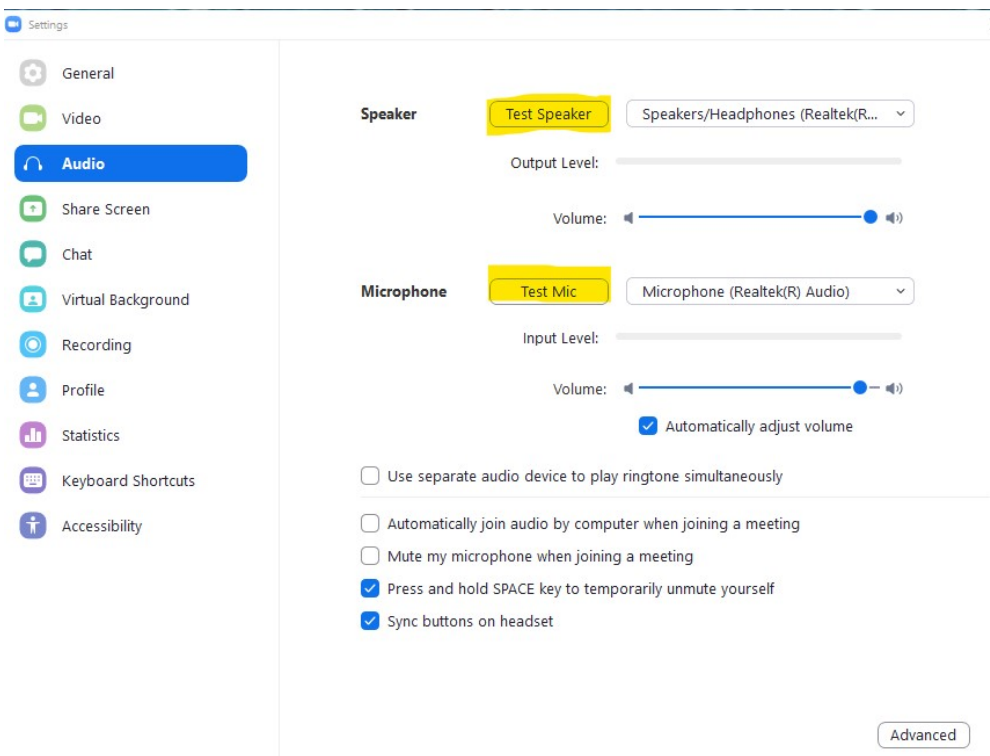 Settings
General
Video
Audio
Share Screen
Chat
Virtual Background
Recording
Profile
Statistics
Keyboard Shortcuts
Accessibility
Speaker Test Speaker Speakers/Headphones (Realtek(R...
Output Level:
Volume:
Microphone Test Mic Microphone (Realtek(R) Audio)
Input Level:
Volume:
Automatically adjust volume
Use separate audio device to play ringtone simultaneously
Automatically join audio by computer when joining a meeting
Mute my microphone when joining a meeting
Press and hold SPACE key to temporarily unmute yourself
Sync buttons on headset
Advanced